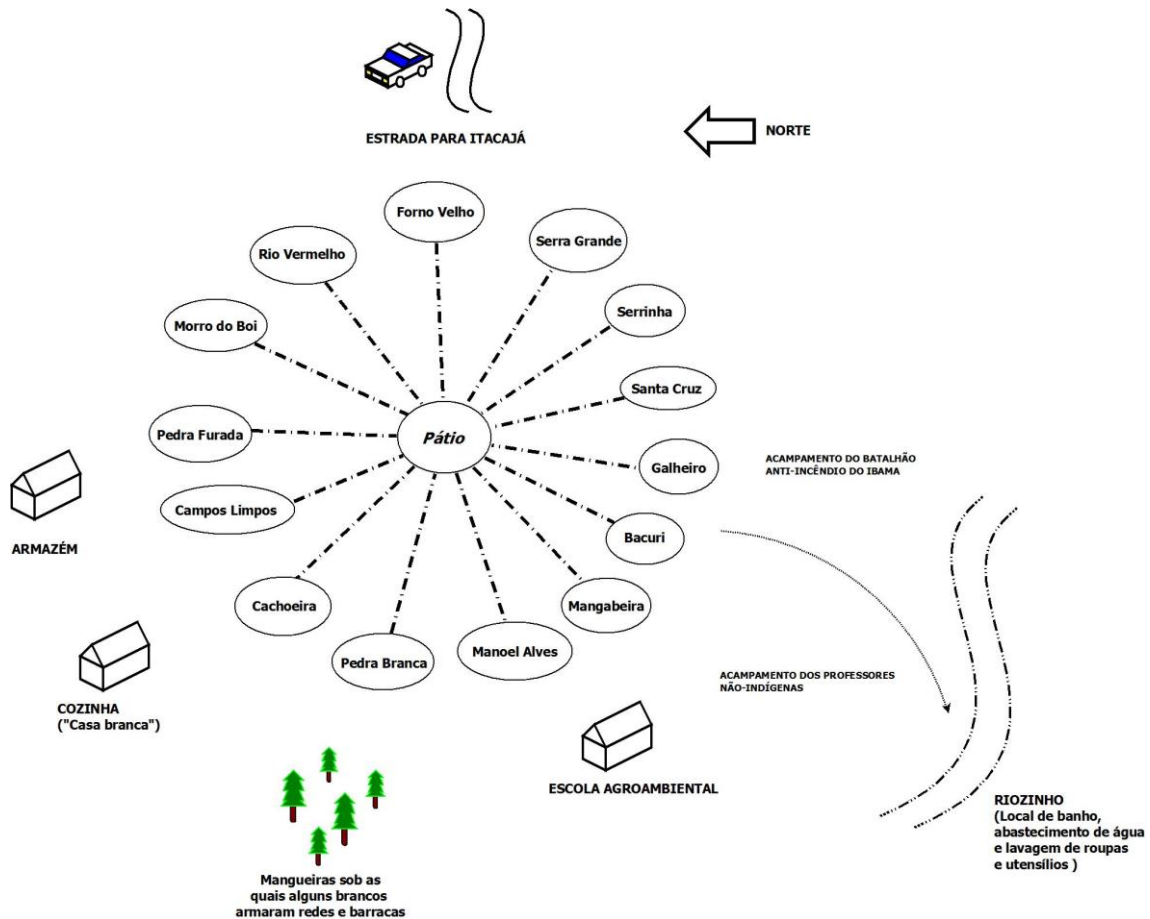 ESTRADA PARA ITACAJÁ
NORTE
Forno Velho
Serra Grande
Rio Vermelho
Serrinha
Morro do Boi
Santa Cruz
Pátio
Pedra Furada
Galheiro
ACAMPAMENTO DO BATALHÃO
ANTI-INCÊNDIO DO IBAMA
Campos Limpos
Bacuri
ARMAZÉM
Cachoeira
Mangabeira
Pedra Branca
Manoel Alves
ACAMPAMENTO DOS PROFESSORES
NÃO-INDÍGENAS
COZINHA
("Casa branca")
ESCOLA AGROAMBIENTAL
RIOZINHO
(Local de banho,
abastecimento de água
e lavagem de roupas
e utensílios )
Mangueiras sob as
quais alguns brancos
armaram redes e barracas